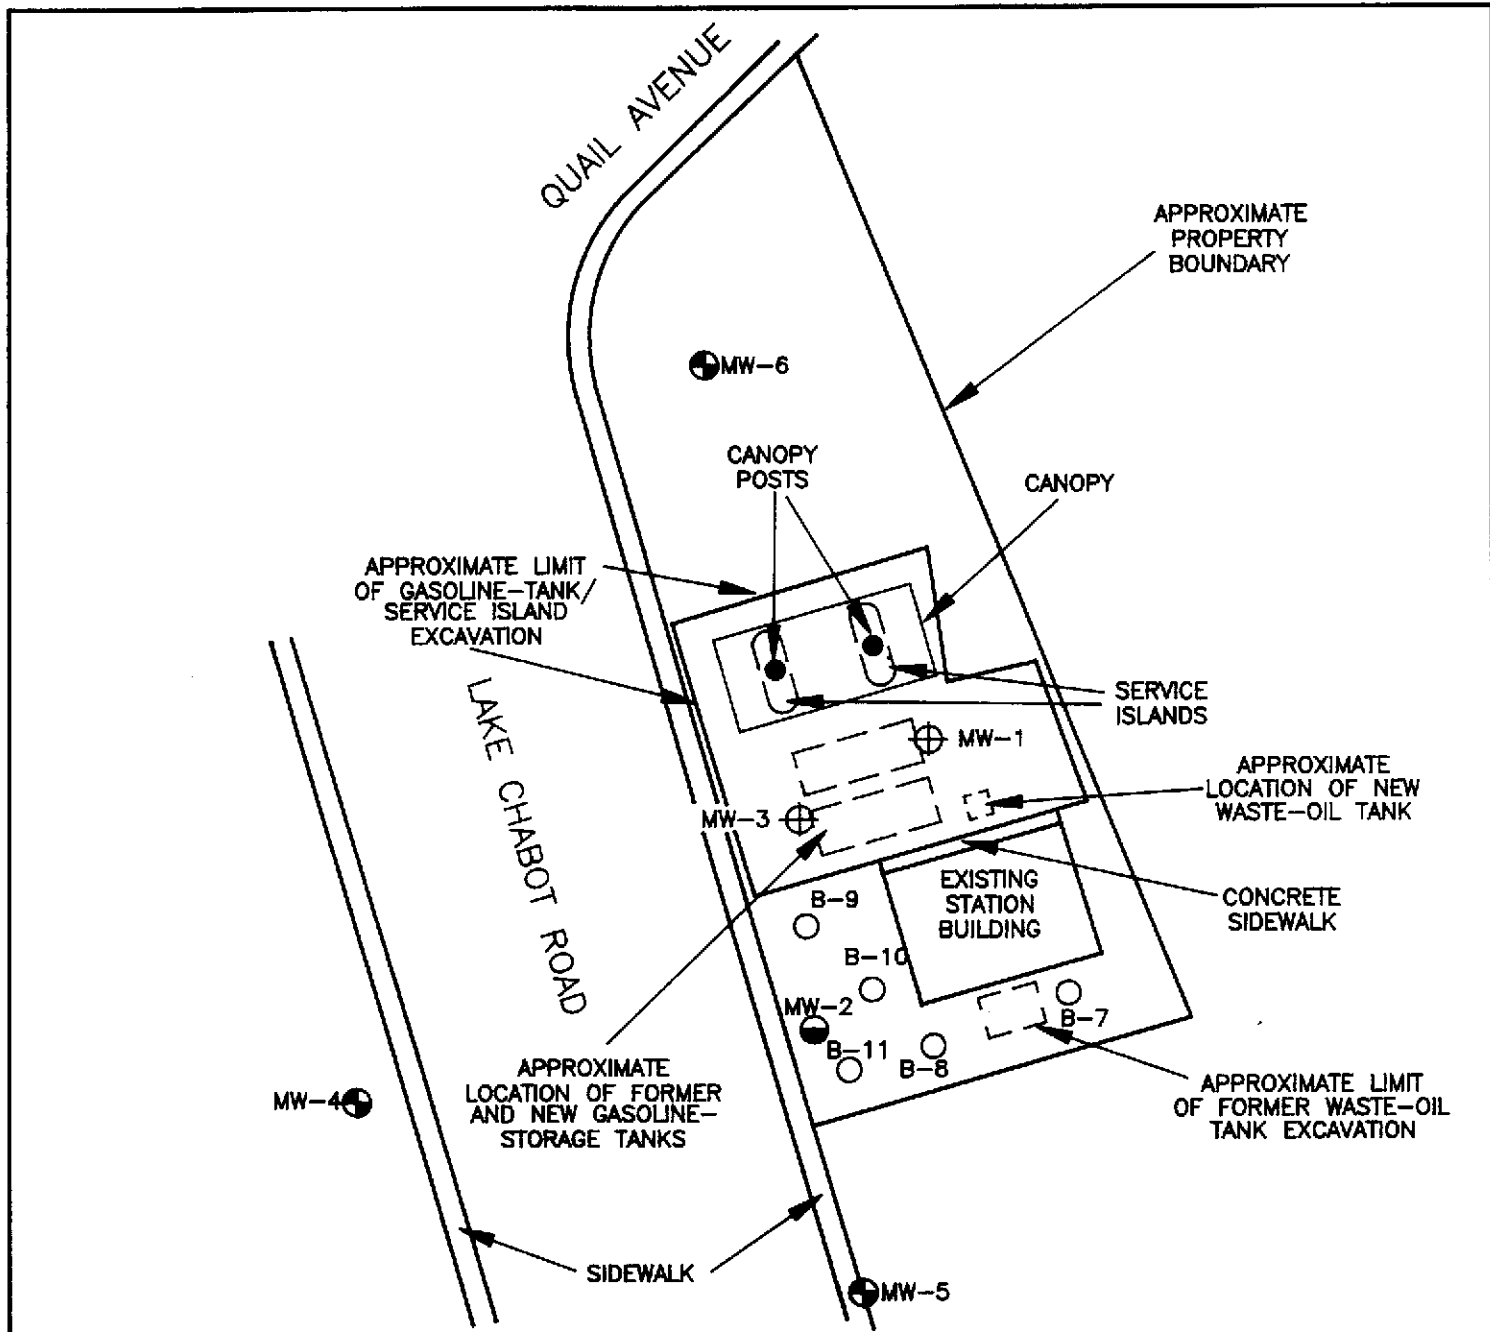 QUAIL AVENUE
APPROXIMATE
PROPERTY
BOUNDARY
MW-6
CANOPY
POSTS
CANOPY
APPROXIMATE LIMIT
OF GASOLINE-TANK/
SERVICE ISLAND
EXCAVATION
LAKE CHABOT ROAD
SERVICE
ISLANDS
MW-1
APPROXIMATE
LOCATION OF NEW
WASTE-OIL TANK
MW-3
EXISTING
STATION
BUILDING
CONCRETE
SIDEWALK
B-9
B-10
MW-2
B-7
B-11
B-8
APPROXIMATE
LOCATION OF FORMER
AND NEW GASOLINE-
STORAGE TANKS
APPROXIMATE LIMIT
OF FORMER WASTE-OIL
TANK EXCAVATION
MW-4
SIDEWALK
MW-5